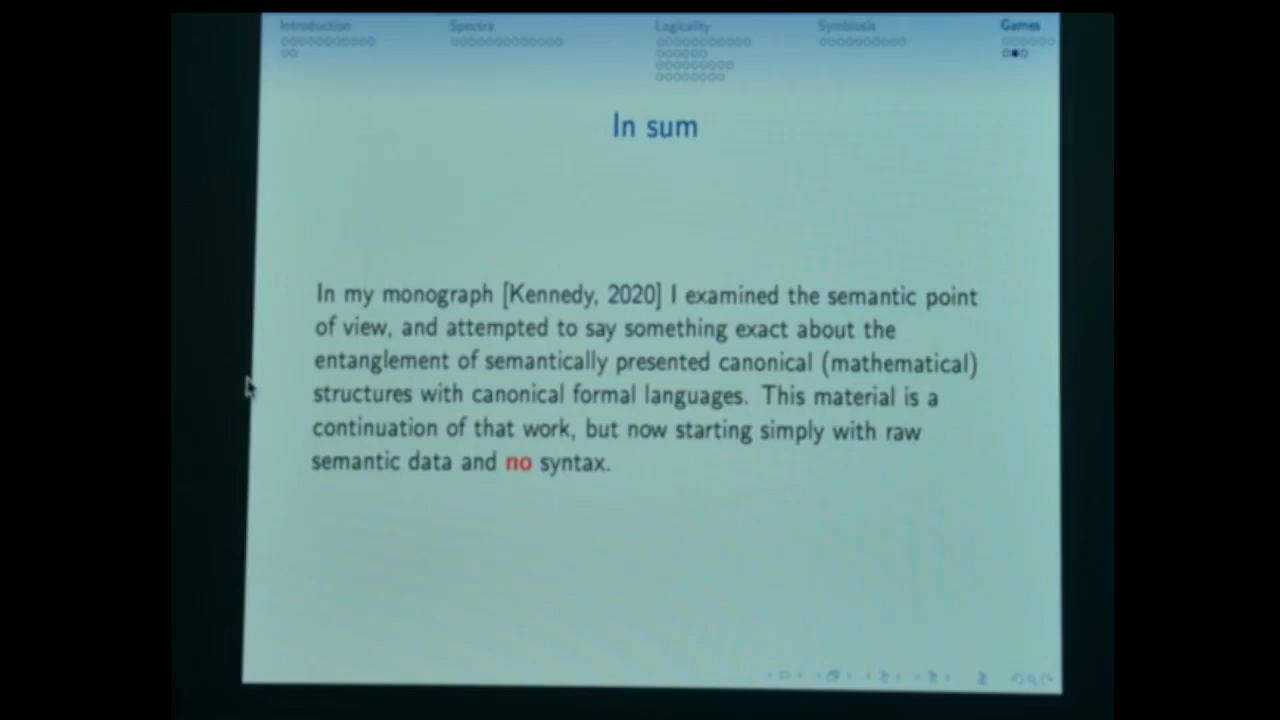 Introduction Spectra Logicality Symbiosis Games
In sum
In my monograph [Kennedy, 2020] I examined the semantic point
of view, and attempted to say something exact about the
entanglement of semantically presented canonical (mathematical)
structures with canonical formal languages. This material is a
continuation of that work, but now starting simply with raw
semantic data and no syntax.